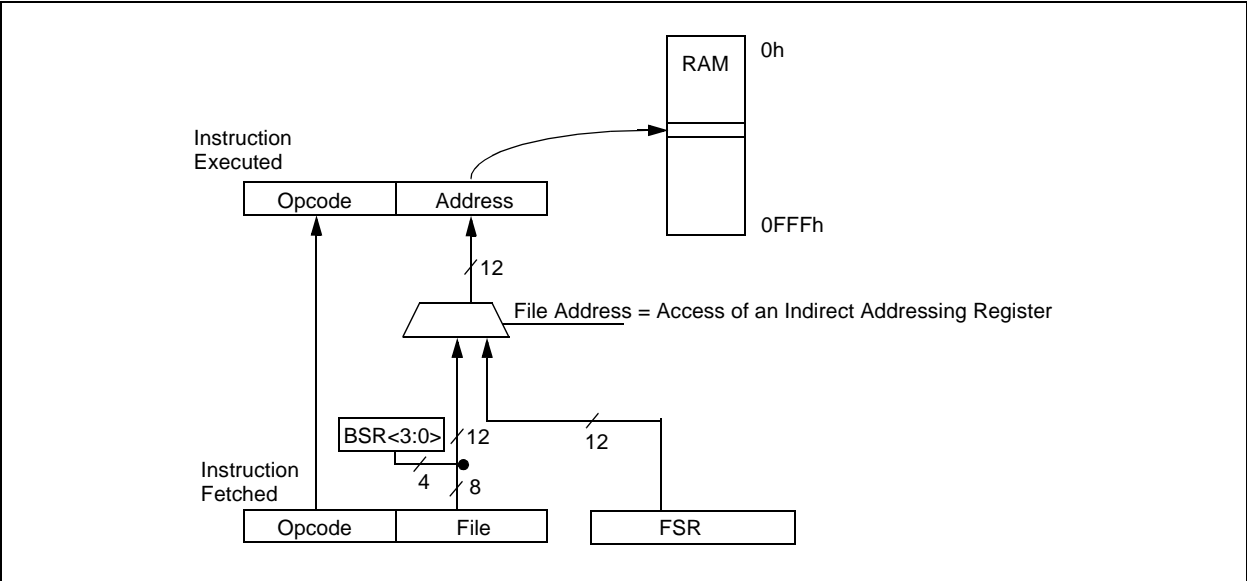 0h
RAM
Instruction
Executed
Opcode
Address
0FFFh
12
File Address = Access of an Indirect Addressing Register
BSR<3:0>
12
12
4
8
Instruction
Fetched
Opcode
File
FSR